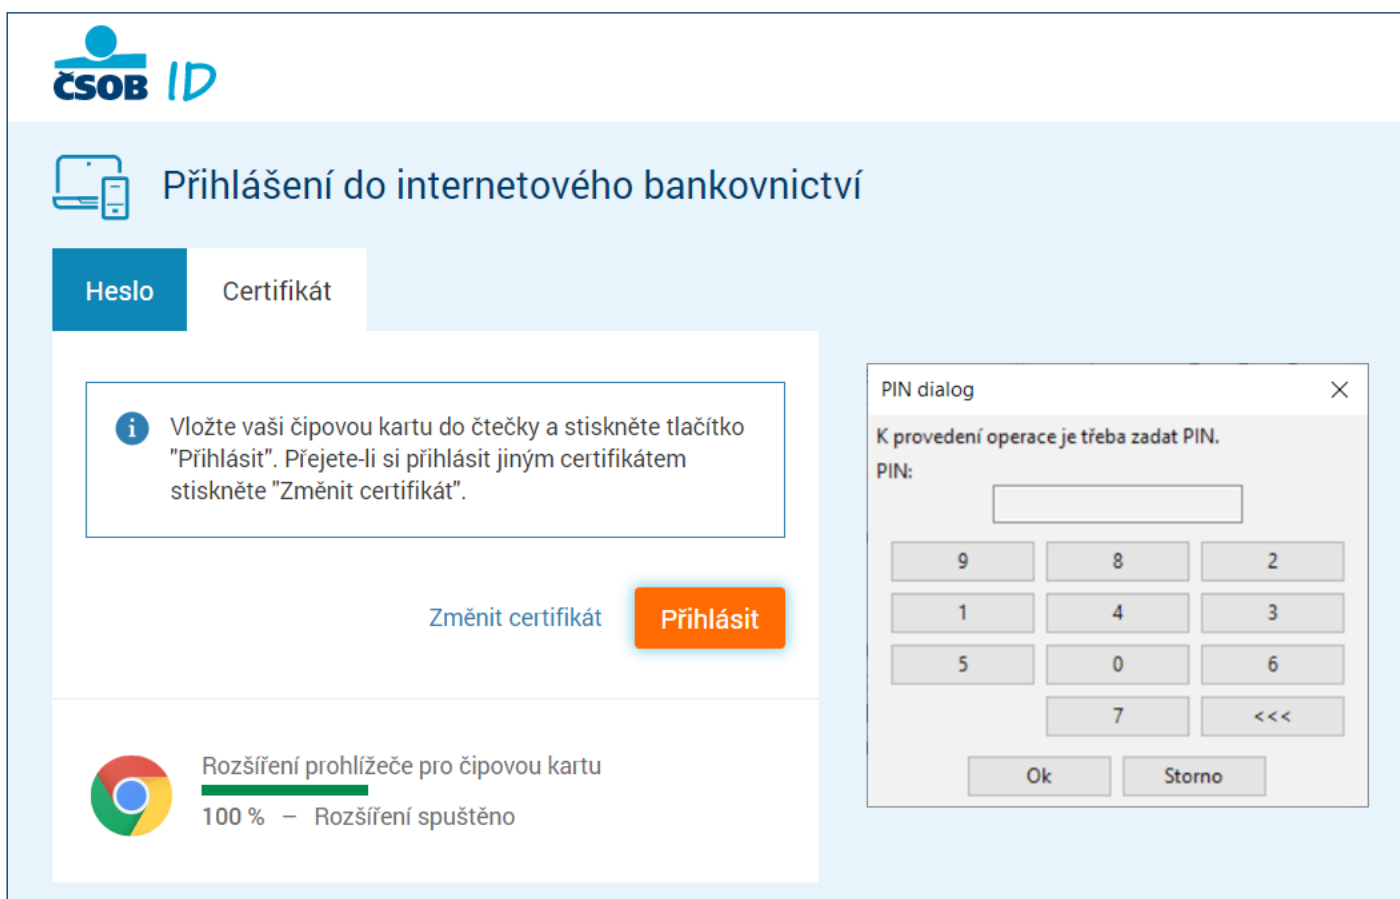 ČSOB ID
Přihlášení do internetového bankovnictví
Heslo
Certifikát
i
Vložte vaši čipovou kartu do čtečky a stiskněte tlačítko
"Přihlásit". Přejete-li si přihlásit jiným certifikátem
stiskněte "Změnit certifikát".
Změnit certifikát
Přihlásit
Rozšíření prohlížeče pro čipovou kartu
100 % – Rozšíření spuštěno
PIN dialog
K provedení operace je třeba zadat PIN.
PIN:
9 8 2
1 4 3
5 0 6
7 <<<
Ok Storno